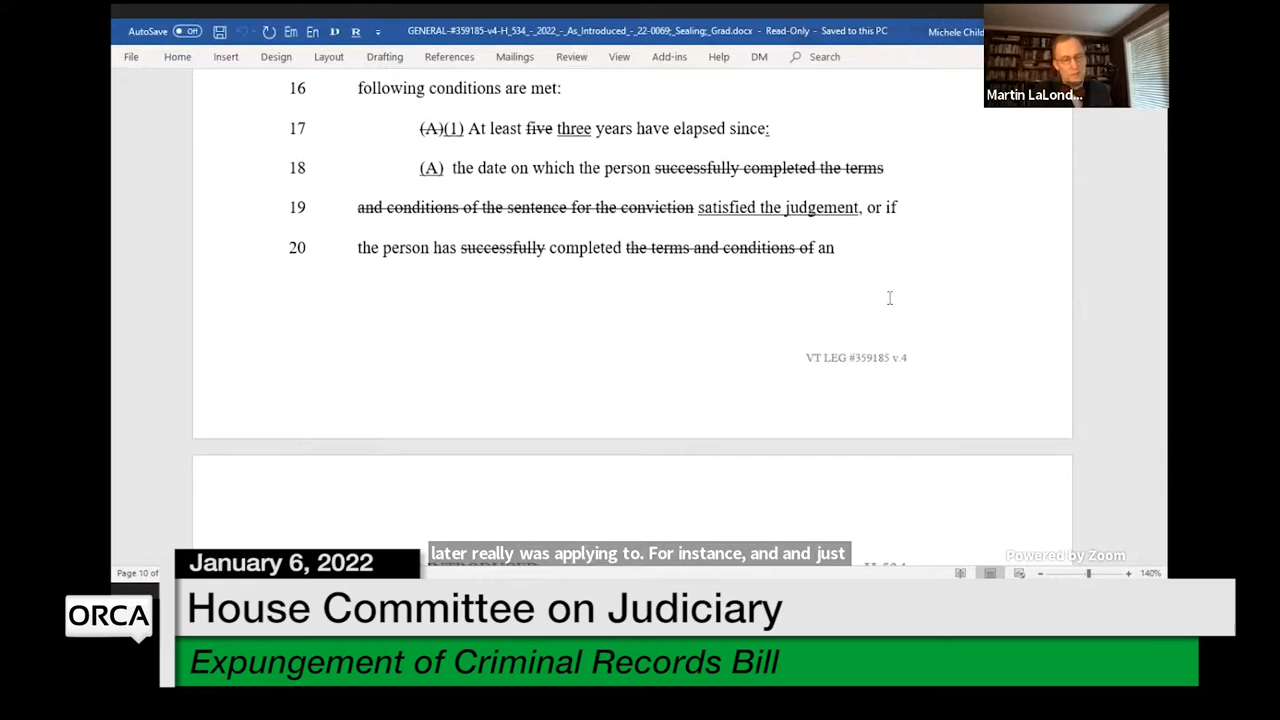 AutoSave Off Em En D R GENERAL-#359185-v4-H_534_-_2022_-_As_Introduced_-_22-0069;_Sealing;_Grad.docx - Read-Only - Saved to this PC Michele Child
File Home Insert Design Layout Drafting References Mailings Review View Add-ins Help DM Search
Martin LaLond...
16 following conditions are met:
17 (A)(1) At least five three years have elapsed since:
18 (A) the date on which the person successfully completed the terms
19 and conditions of the sentence for the conviction satisfied the judgement, or if
20 the person has successfully completed the terms and conditions of an
VT LEG #359185 v.4
later really was applying to. For instance, and and just
Powered by Zoom
Page 10 of
140%
January 6, 2022
ORCA
House Committee on Judiciary
Expungement of Criminal Records Bill